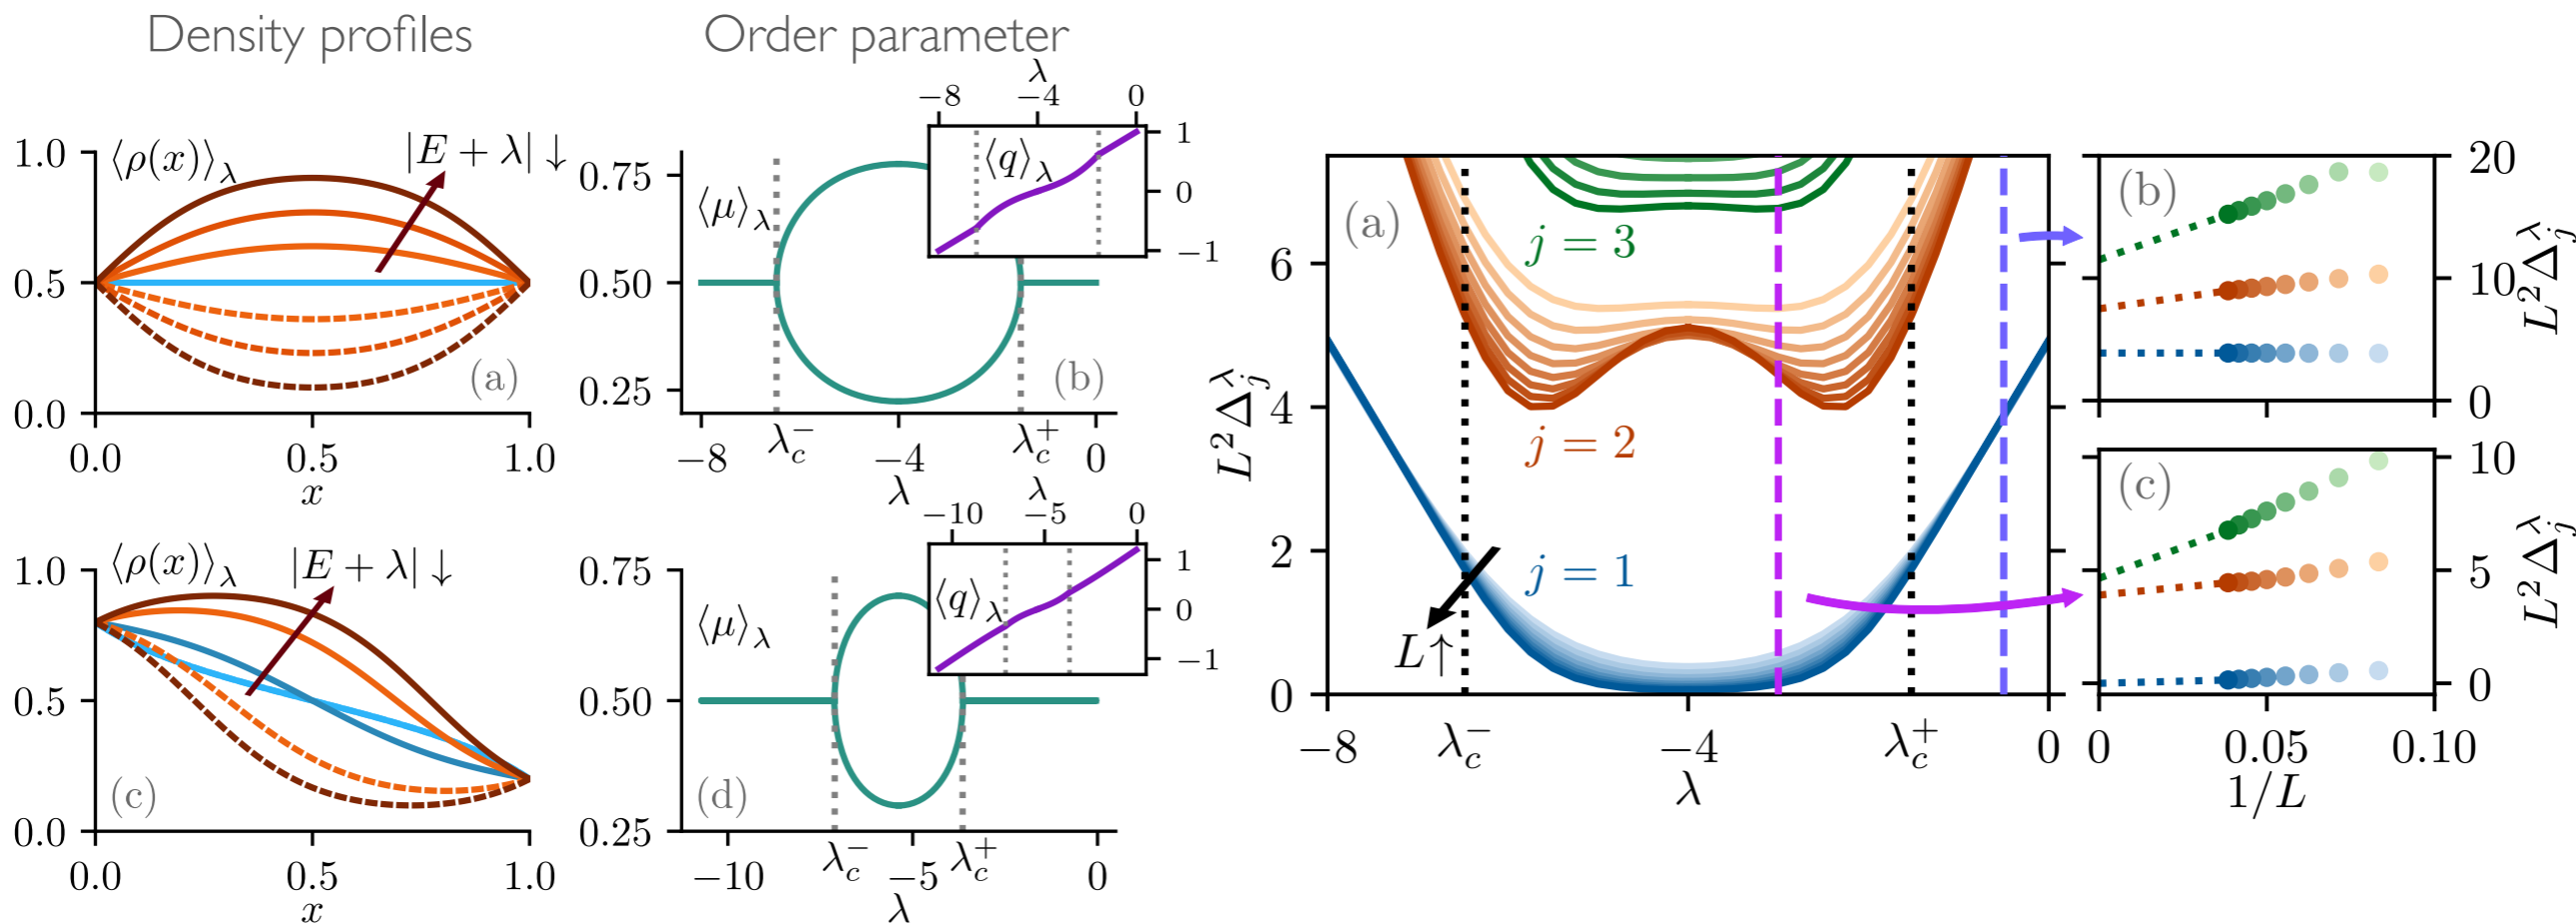 Density profiles
Order parameter
⟨ρ(x)⟩λ
|E + λ| ↓
1.0
0.5
0.0
(a)
0.0 0.5 1.0
x
λ
−8 −4 0
⟨q⟩λ
1
0
−1
⟨μ⟩λ
0.75
0.50
0.25
(b)
−8 λc− −4 λc+ 0
λ
⟨ρ(x)⟩λ
|E + λ| ↓
1.0
0.5
0.0
(c)
0.0 0.5 1.0
x
λ
−10 −5 0
⟨q⟩λ
1
0
−1
⟨μ⟩λ
0.75
0.50
0.25
(d)
−10 λc− −5 λc+ 0
λ
(a)
L²Δjλ
6
4
2
0
j = 3
j = 2
j = 1
L↑
−8 λc− −4 λc+ 0
λ
(b)
20
10
0
L²Δjλ
(c)
10
5
0
L²Δjλ
0 0.05 0.10
1/L